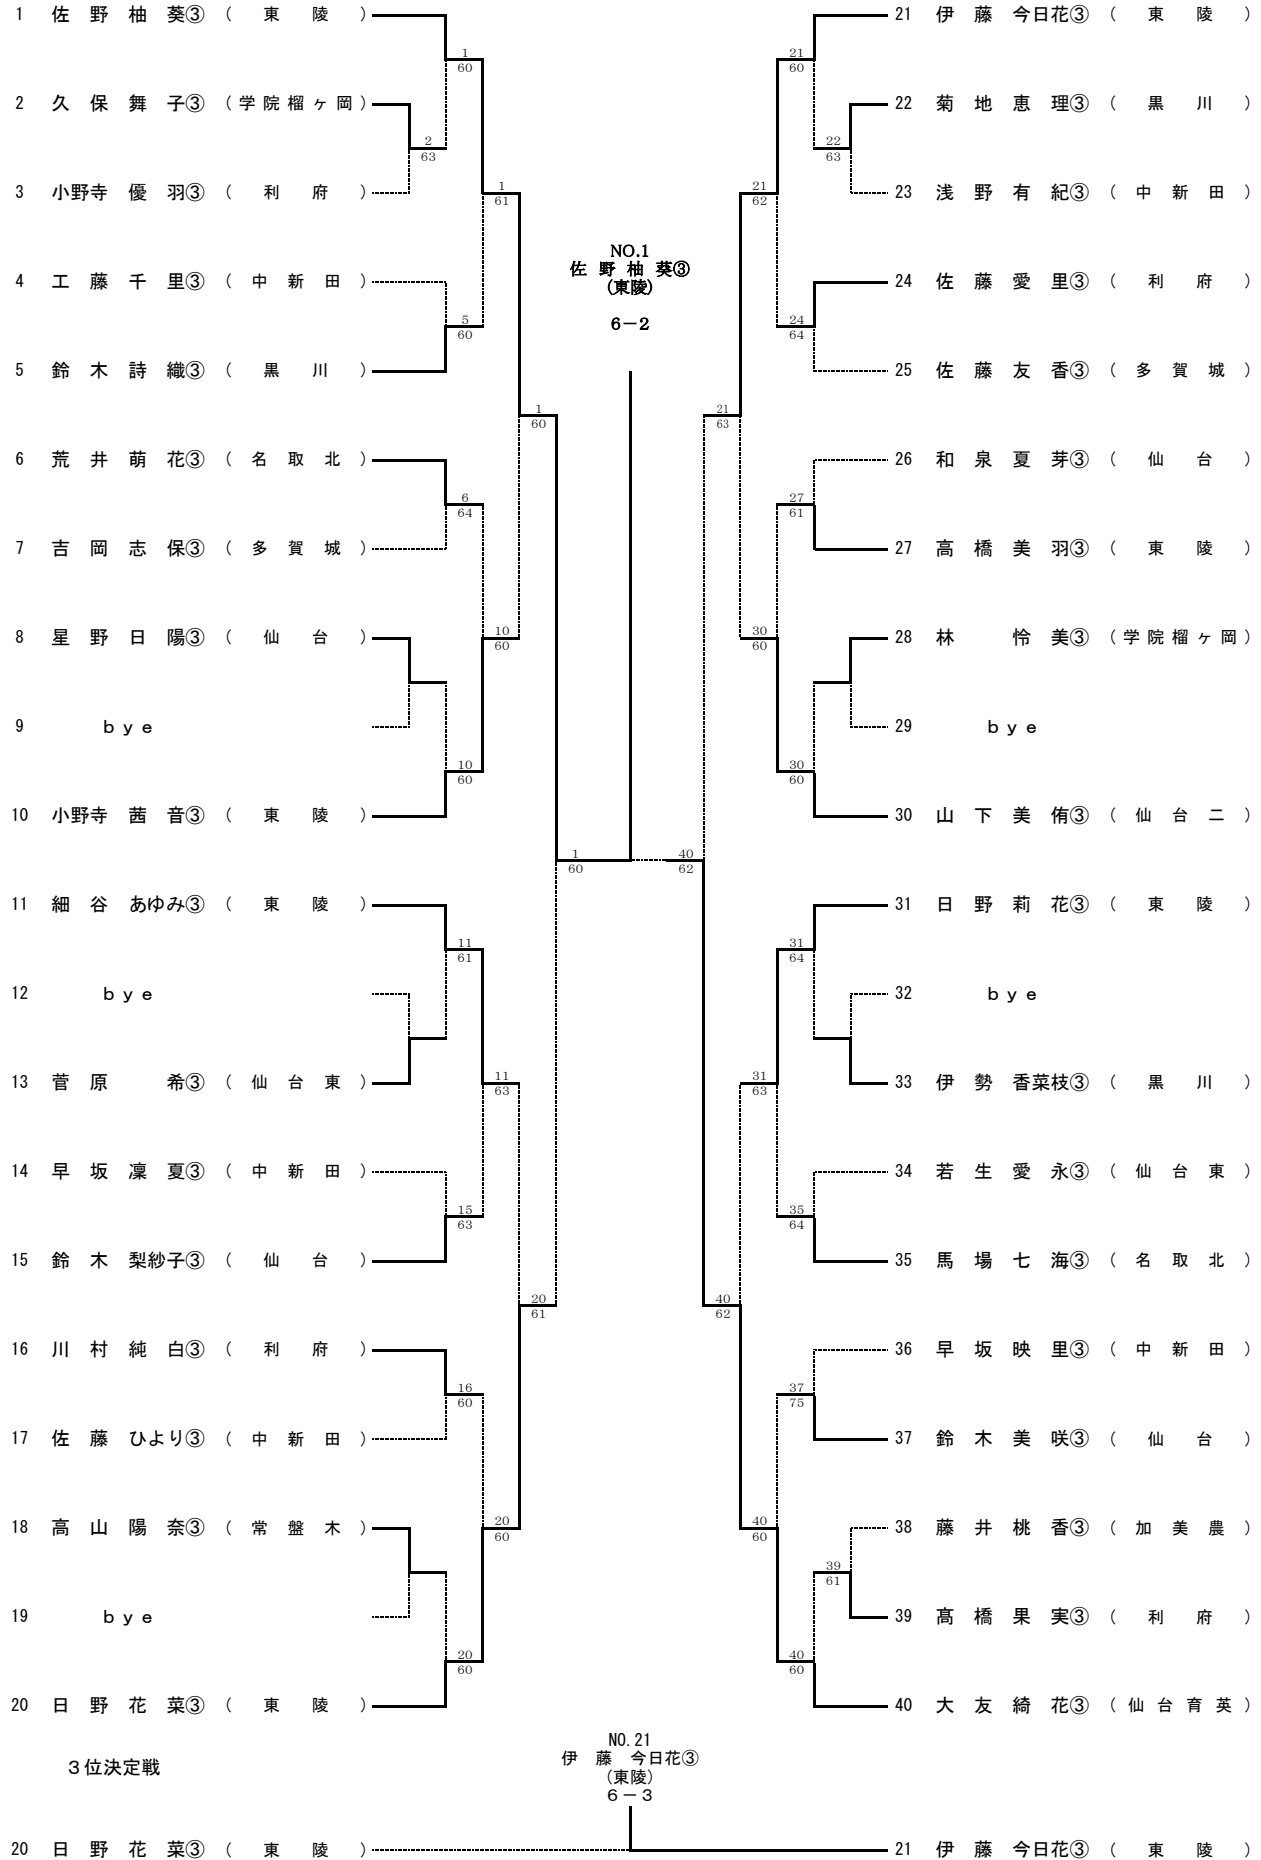 1 佐野柚葵③ (東陵)
1
60
2 久保舞子③ (学院榴ヶ岡)
2
63
3 小野寺優羽③ (利府)
1
61
4 工藤千里③ (中新田)
5
60
5 鈴木詩織③ (黒川)
1
60
6 荒井萌花③ (名取北)
6
64
7 吉岡志保③ (多賀城)
8 星野日陽③ (仙台)
10
60
9 bye
10
60
10 小野寺茜音③ (東陵)
1
60
11 細谷あゆみ③ (東陵)
11
61
12 bye
13 菅原希③ (仙台東)
11
63
14 早坂凜夏③ (中新田)
15
63
15 鈴木梨紗子③ (仙台)
20
61
16 川村純白③ (利府)
16
60
17 佐藤ひより③ (中新田)
18 高山陽奈③ (常盤木)
20
60
19 bye
20
60
20 日野花菜③ (東陵)
NO.1
佐野柚葵③
(東陵)
6-2
21 伊藤今日花③ (東陵)
21
60
22 菊地恵理③ (黒川)
22
63
23 浅野有紀③ (中新田)
21
62
24 佐藤愛里③ (利府)
24
64
25 佐藤友香③ (多賀城)
21
63
26 和泉夏芽③ (仙台)
27
61
27 高橋美羽③ (東陵)
28 林怜美③ (学院榴ヶ岡)
30
60
29 bye
30
60
30 山下美侑③ (仙台二)
40
62
31 日野莉花③ (東陵)
31
64
32 bye
33 伊勢香菜枝③ (黒川)
31
63
34 若生愛永③ (仙台東)
35
64
35 馬場七海③ (名取北)
40
62
36 早坂映里③ (中新田)
37
75
37 鈴木美咲③ (仙台)
38 藤井桃香③ (加美農)
40
60
39
61
39 髙橋果実③ (利府)
40
60
40 大友綺花③ (仙台育英)
3位決定戦
NO.21
伊藤今日花③
(東陵)
6-3
20 日野花菜③ (東陵)
21 伊藤今日花③ (東陵)